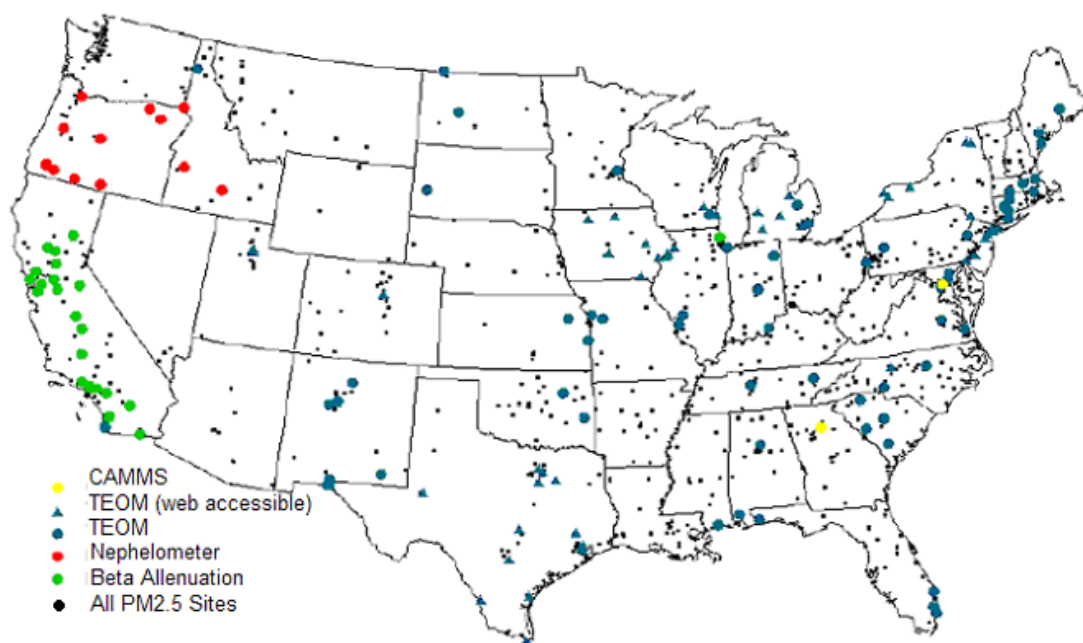 CAMMS
TEOM (web accessible)
TEOM
Nephelometer
Beta Allenuation
All PM2.5 Sites